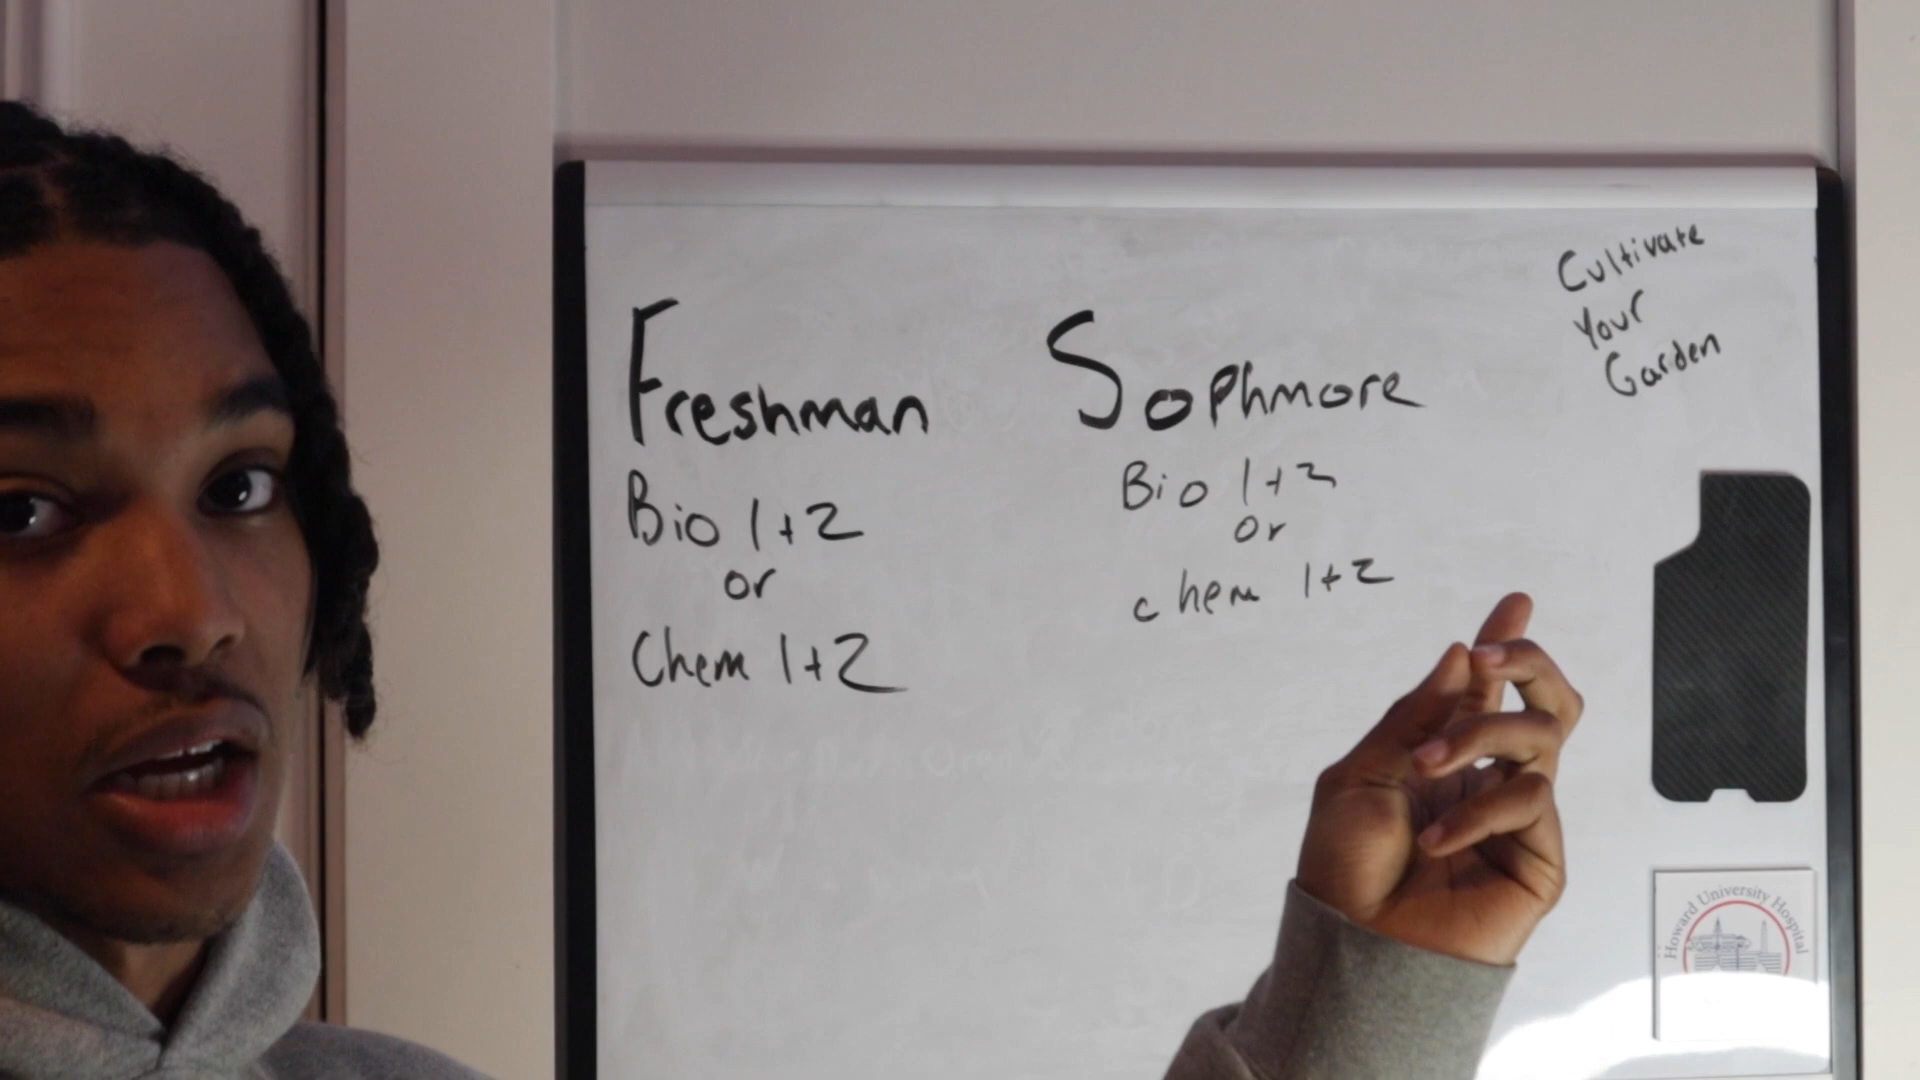 Freshman
Bio 1+2
or
Chem 1+2
Sophmore
Bio 1+2
or
chem 1+2
Cultivate
Your
Garden
Howard University Hospital